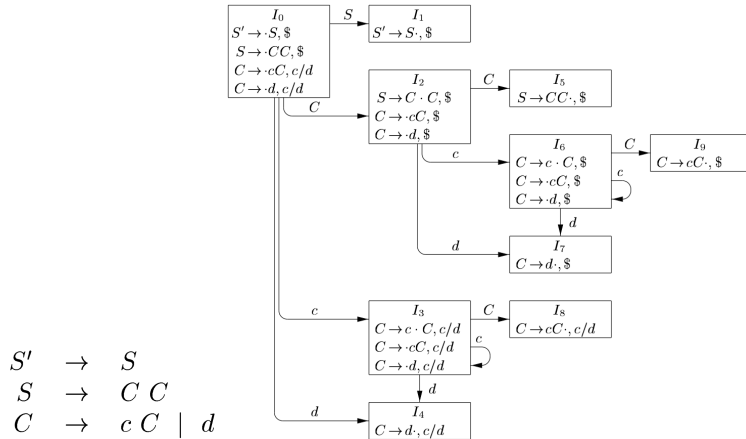 I₀
S' → ·S, $
S → ·CC, $
C → ·cC, c/d
C → ·d, c/d
S
I₁
S' → S·, $
C
I₂
S → C · C, $
C → ·cC, $
C → ·d, $
C
I₅
S → CC·, $
c
I₆
C → c · C, $
C → ·cC, $
C → ·d, $
C
I₉
C → cC·, $
c
d
d
I₇
C → d·, $
c
I₃
C → c · C, c/d
C → ·cC, c/d
C → ·d, c/d
C
I₈
C → cC·, c/d
c
d
d
I₄
C → d·, c/d
S' → S
S → C C
C → c C | d